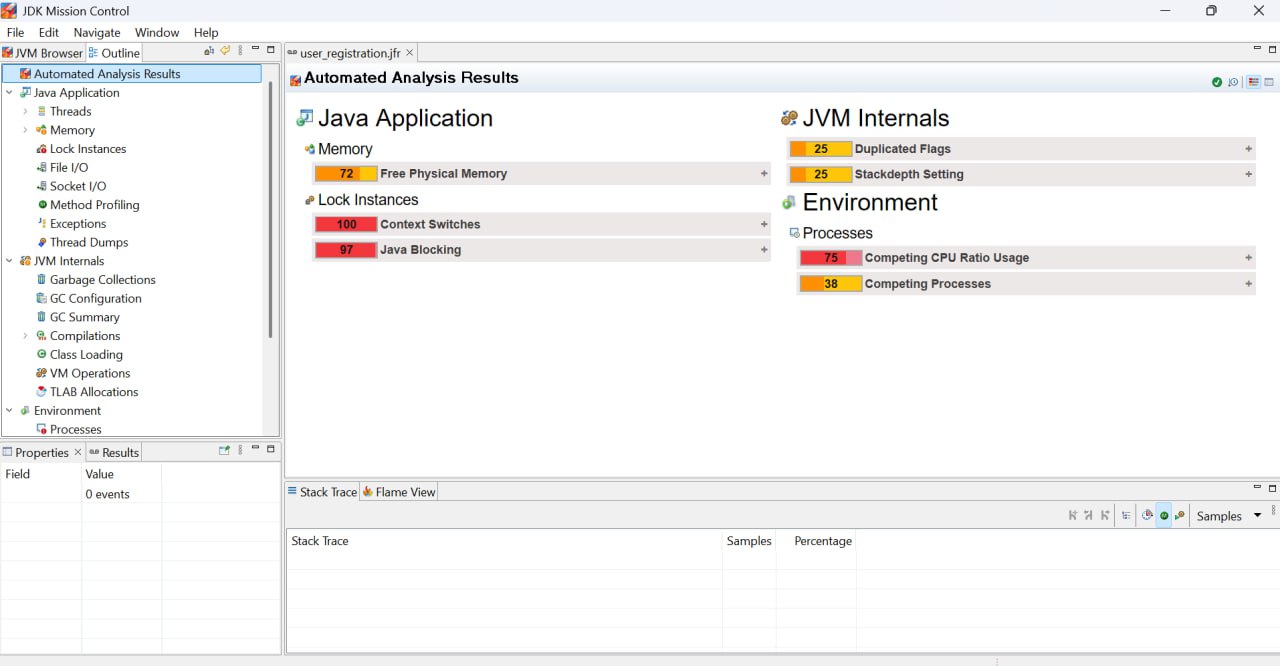 JDK Mission Control
File Edit Navigate Window Help
JVM Browser Outline
Automated Analysis Results
Java Application
Threads
Memory
Lock Instances
File I/O
Socket I/O
Method Profiling
Exceptions
Thread Dumps
JVM Internals
Garbage Collections
GC Configuration
GC Summary
Compilations
Class Loading
VM Operations
TLAB Allocations
Environment
Processes
Properties Results
Field Value
0 events
user_registration.jfr
Automated Analysis Results
Java Application
Memory
72 Free Physical Memory +
Lock Instances
100 Context Switches +
97 Java Blocking +
JVM Internals
25 Duplicated Flags +
25 Stackdepth Setting +
Environment
Processes
75 Competing CPU Ratio Usage +
38 Competing Processes +
Stack Trace Flame View
Samples
Stack Trace Samples Percentage